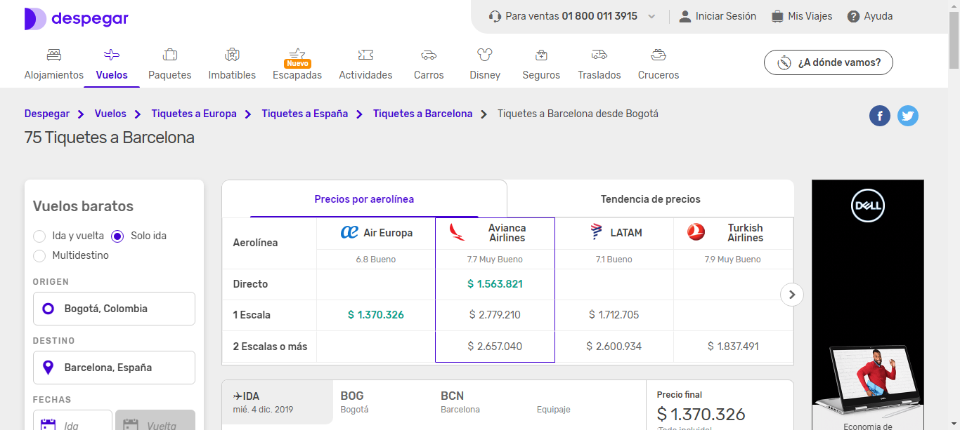 despegar
Para ventas 01 800 011 3915
Iniciar Sesión
Mis Viajes
Ayuda
Alojamientos
Vuelos
Paquetes
Imbatibles
Nuevo
Escapadas
Actividades
Carros
Disney
Seguros
Traslados
Cruceros
¿A dónde vamos?
Despegar
Vuelos
Tiquetes a Europa
Tiquetes a España
Tiquetes a Barcelona
Tiquetes a Barcelona desde Bogotá
75 Tiquetes a Barcelona
Vuelos baratos
Ida y vuelta
Solo ida
Multidestino
ORIGEN
Bogotá, Colombia
DESTINO
Barcelona, España
FECHAS
Ida
Vuelta
Precios por aerolínea
Tendencia de precios
Aerolínea
Air Europa
Avianca
Airlines
LATAM
Turkish
Airlines
6.8 Bueno
7.7 Muy Bueno
7.1 Bueno
7.9 Muy Bueno
Directo
$ 1.563.821
1 Escala
$ 1.370.326
$ 2.779.210
$ 1.712.705
2 Escalas o más
$ 2.657.040
$ 2.600.934
$ 1.837.491
IDA
mié. 4 dic. 2019
BOG
Bogotá
BCN
Barcelona
Equipaje
Precio final
$ 1.370.326
Todo incluido!
DELL
Economia de